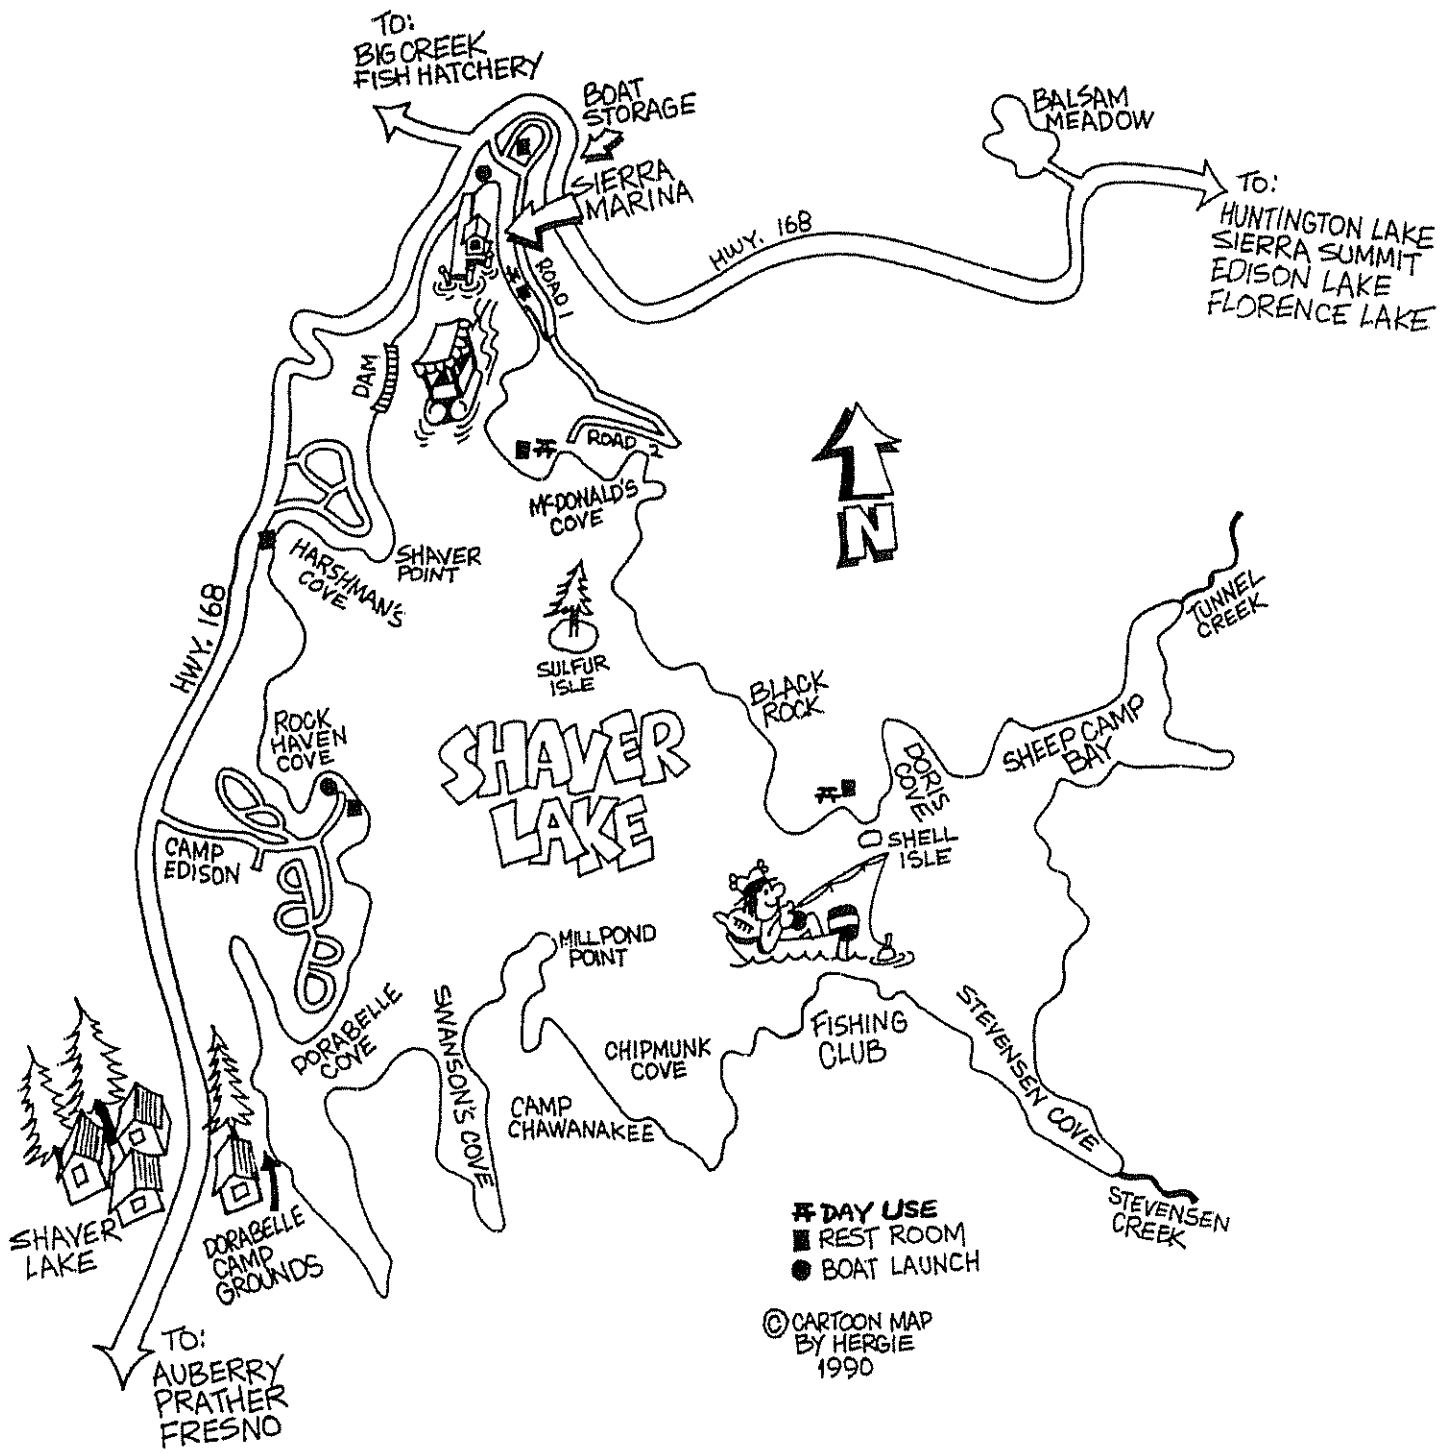 TO:
BIG CREEK
FISH HATCHERY
BOAT
STORAGE
SIERRA
MARINA
BALSAM
MEADOW
TO:
HUNTINGTON LAKE
SIERRA SUMMIT
EDISON LAKE
FLORENCE LAKE
HWY. 168
ROAD 1
DAM
ROAD 2
McDONALD'S
COVE
N
HARSHMAN'S
COVE
SHAVER
POINT
HWY. 168
SULFUR
ISLE
TUNNEL
CREEK
BLACK
ROCK
ROCK
HAVEN
COVE
SHAVER
LAKE
DORIS
COVE
SHEEP CAMP
BAY
SHELL
ISLE
CAMP
EDISON
MILLPOND
POINT
DORABELLE
COVE
SWANSON'S COVE
CHIPMUNK
COVE
FISHING
CLUB
STEVENSEN COVE
CAMP
CHAWANAKEE
STEVENSEN
CREEK
SHAVER
LAKE
DORABELLE
CAMP
GROUNDS
DAY USE
REST ROOM
BOAT LAUNCH
© CARTOON MAP
BY HERGIE
1990
TO:
AUBERRY
PRATHER
FRESNO